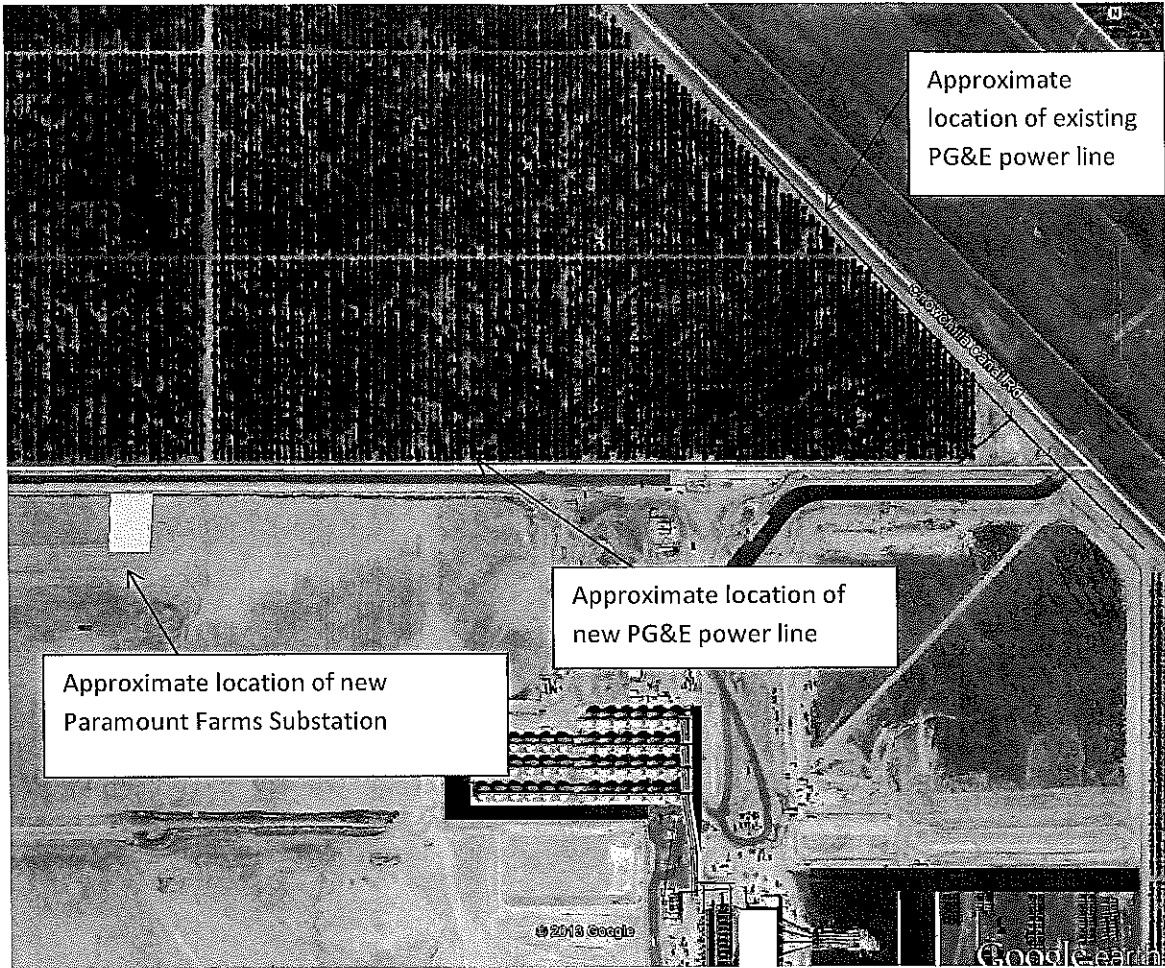 N
Approximate
location of existing
PG&E power line
Approximate location of
new PG&E power line
Approximate location of new
Paramount Farms Substation
© 2013 Google
Google earth